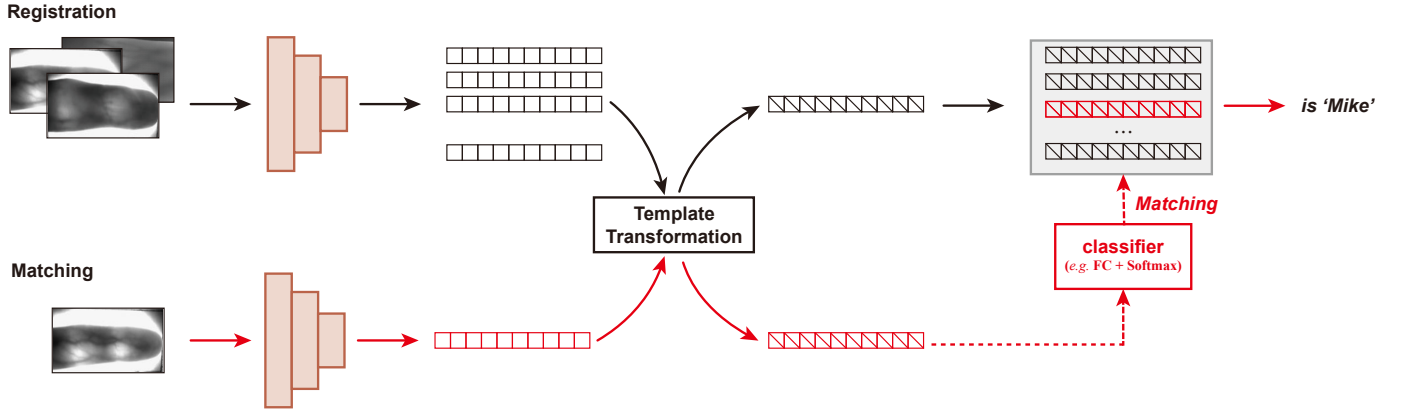 Registration
...
is 'Mike'
Template
Transformation
Matching
classifier
(e.g. FC + Softmax)
Matching